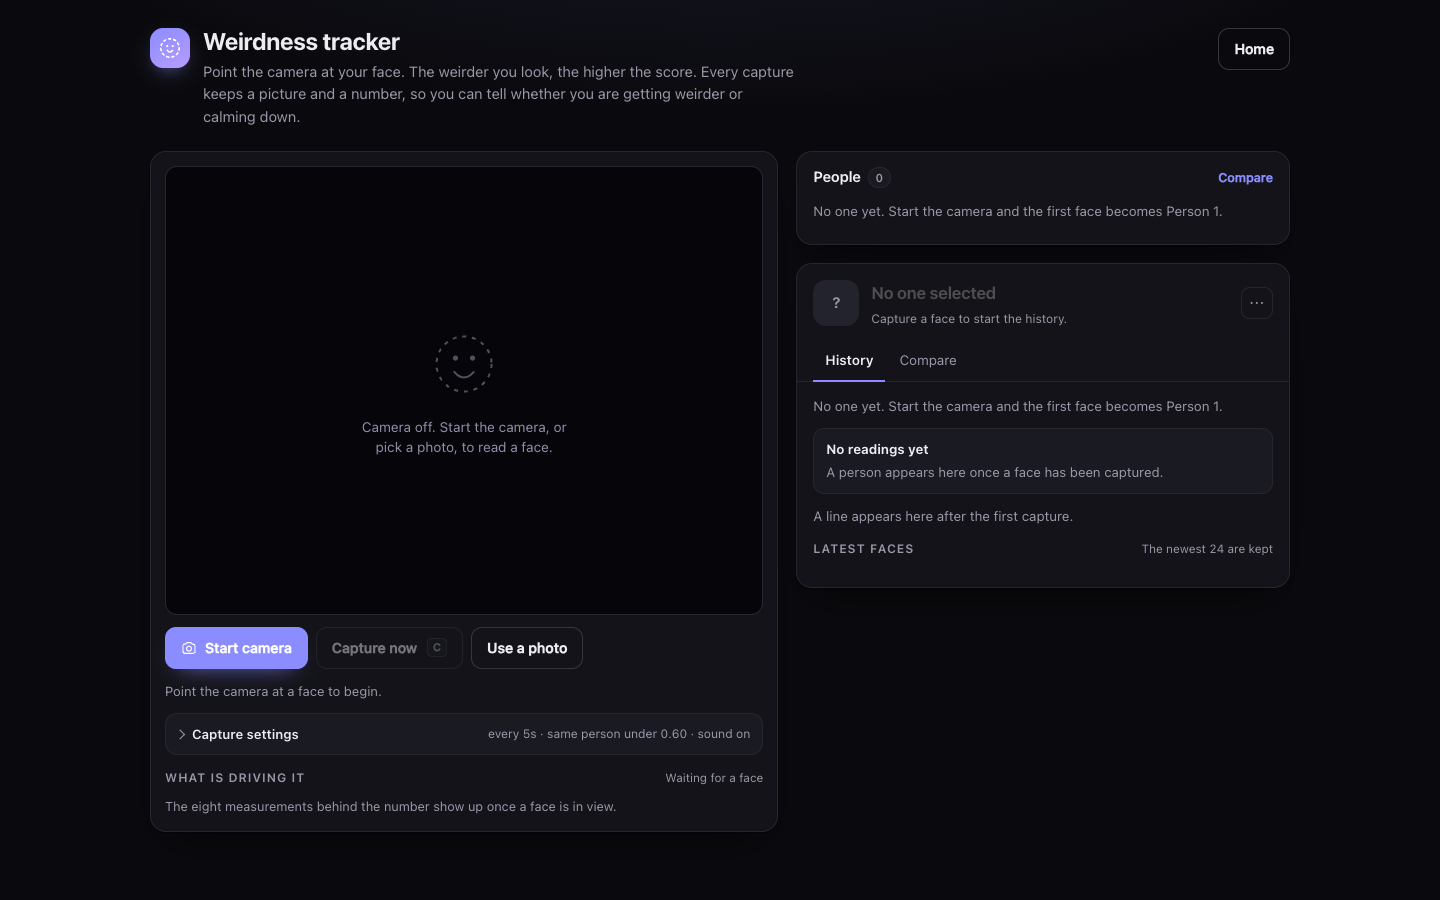 Weirdness tracker
Point the camera at your face. The weirder you look, the higher the score. Every capture
keeps a picture and a number, so you can tell whether you are getting weirder or
calming down.
Home
Camera off. Start the camera, or
pick a photo, to read a face.
Start camera
Capture now C
Use a photo
Point the camera at a face to begin.
Capture settings
every 5s · same person under 0.60 · sound on
WHAT IS DRIVING IT
Waiting for a face
The eight measurements behind the number show up once a face is in view.
People 0
Compare
No one yet. Start the camera and the first face becomes Person 1.
?
No one selected
Capture a face to start the history.
...
History
Compare
No one yet. Start the camera and the first face becomes Person 1.
No readings yet
A person appears here once a face has been captured.
A line appears here after the first capture.
LATEST FACES
The newest 24 are kept